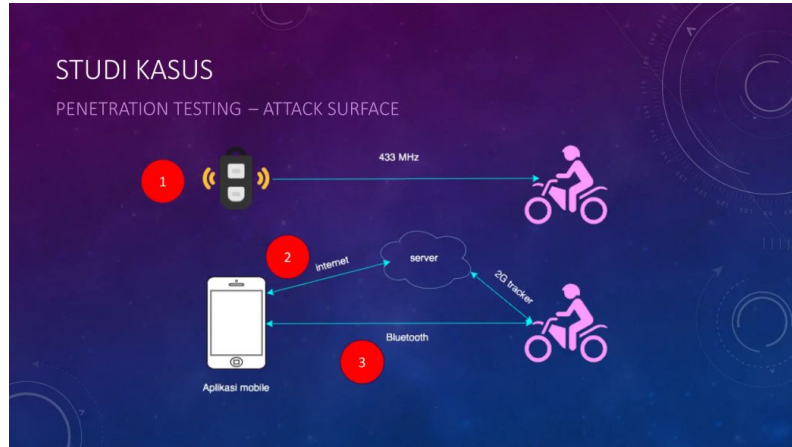 STUDI KASUS
PENETRATION TESTING – ATTACK SURFACE
433 MHz
1
2
internet
server
2G tracker
Bluetooth
3
Aplikasi mobile